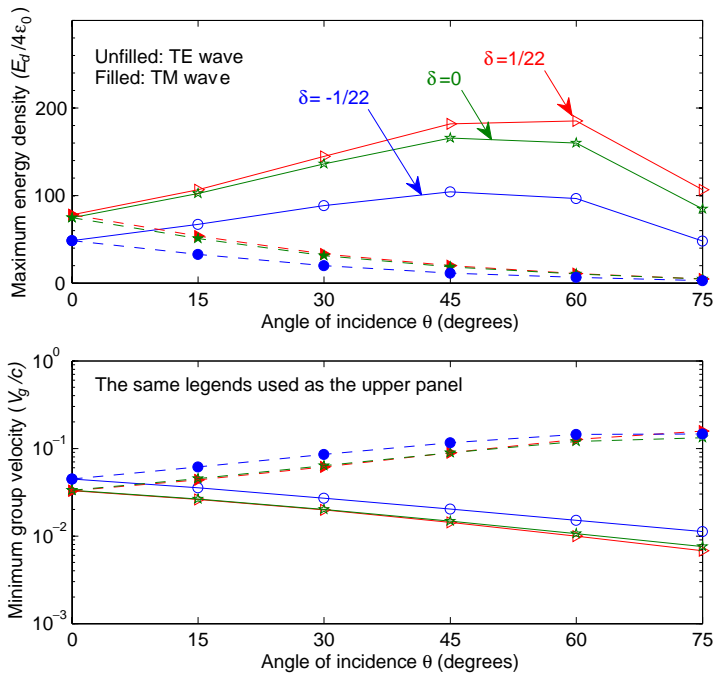 Maximum energy density (E_d/4ε_0)
Unfilled: TE wave
Filled: TM wave
δ= -1/22
δ=0
δ=1/22
200
100
0
0 15 30 45 60 75
Angle of incidence θ (degrees)
Minimum group velocity (V_g/c)
The same legends used as the upper panel
10^0
10^−1
10^−2
10^−3
0 15 30 45 60 75
Angle of incidence θ (degrees)